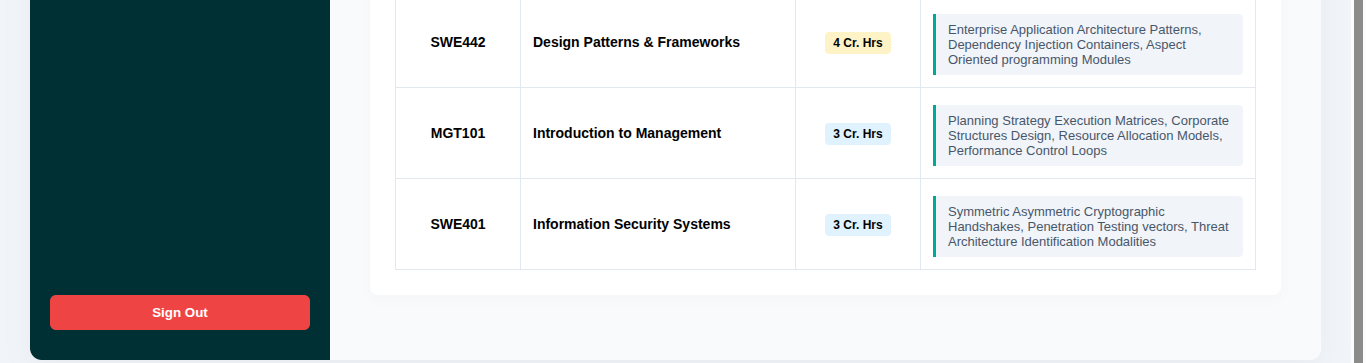 SWE442
Design Patterns & Frameworks
4 Cr. Hrs
Enterprise Application Architecture Patterns,
Dependency Injection Containers, Aspect
Oriented programming Modules
MGT101
Introduction to Management
3 Cr. Hrs
Planning Strategy Execution Matrices, Corporate
Structures Design, Resource Allocation Models,
Performance Control Loops
SWE401
Information Security Systems
3 Cr. Hrs
Symmetric Asymmetric Cryptographic
Handshakes, Penetration Testing vectors, Threat
Architecture Identification Modalities
Sign Out